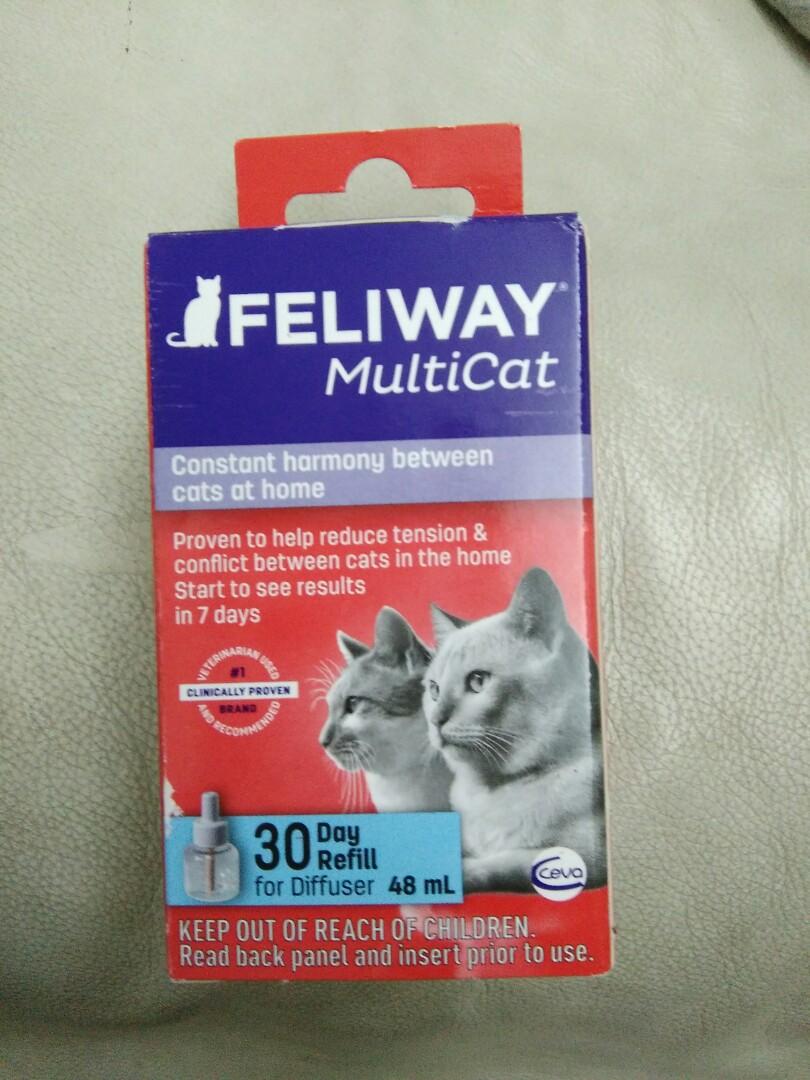 FELIWAY®
MultiCat
Constant harmony between
cats at home
Proven to help reduce tension &
conflict between cats in the home
Start to see results
in 7 days
VETERINARIAN USED
#1
CLINICALLY PROVEN
BRAND
AND RECOMMENDED
30 Day
Refill
for Diffuser 48 mL
ceva
KEEP OUT OF REACH OF CHILDREN.
Read back panel and insert prior to use.